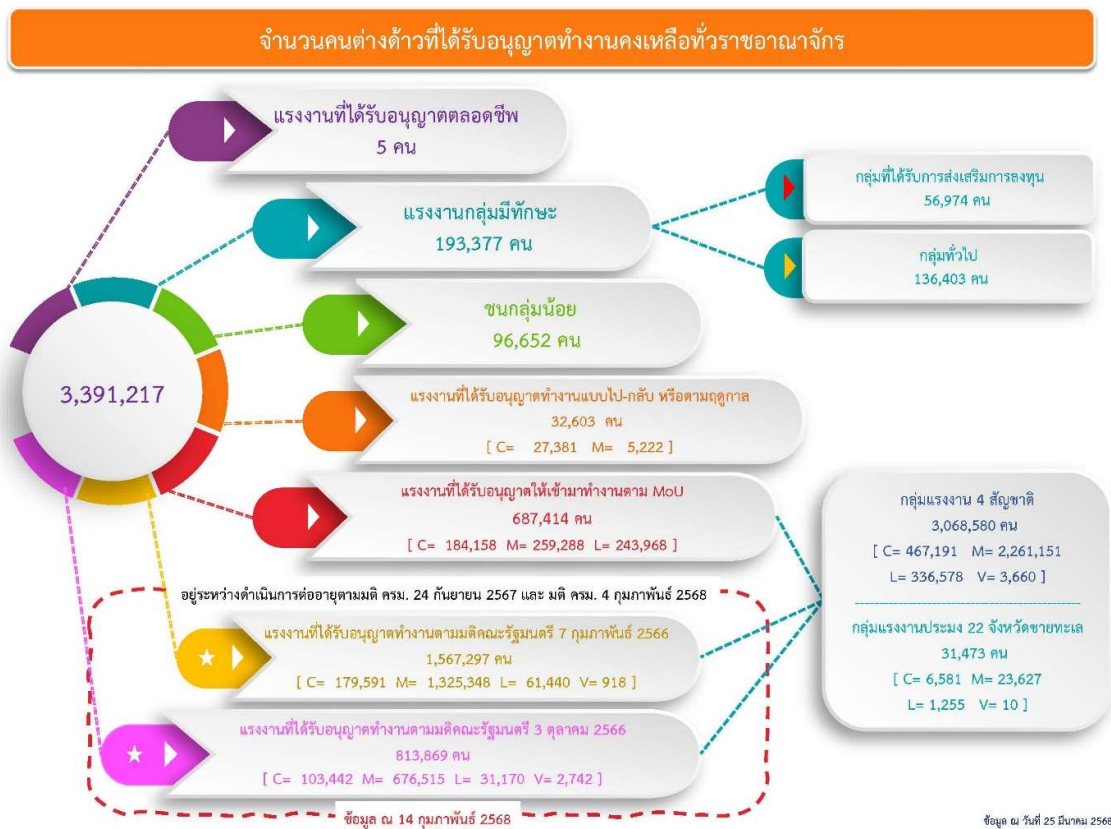 จำนวนคนต่างด้าวที่ได้รับอนุญาตทำงานคงเหลือทั่วราชอาณาจักร
แรงงานที่ได้รับอนุญาตตลอดชีพ
5 คน
แรงงานกลุ่มมีทักษะ
193,377 คน
กลุ่มที่ได้รับการส่งเสริมการลงทุน
56,974 คน
กลุ่มทั่วไป
136,403 คน
ชนกลุ่มน้อย
96,652 คน
3,391,217
แรงงานที่ได้รับอนุญาตทำงานแบบไป-กลับ หรือตามฤดูกาล
32,603 คน
[ C= 27,381 M= 5,222 ]
แรงงานที่ได้รับอนุญาตให้เข้ามาทำงานตาม MoU
687,414 คน
[ C= 184,158 M= 259,288 L= 243,968 ]
อยู่ระหว่างดำเนินการต่ออายุตามมติ ครม. 24 กันยายน 2567 และ มติ ครม. 4 กุมภาพันธ์ 2568
แรงงานที่ได้รับอนุญาตทำงานตามมติคณะรัฐมนตรี 7 กุมภาพันธ์ 2566
1,567,297 คน
[ C= 179,591 M= 1,325,348 L= 61,440 V= 918 ]
แรงงานที่ได้รับอนุญาตทำงานตามมติคณะรัฐมนตรี 3 ตุลาคม 2566
813,869 คน
[ C= 103,442 M= 676,515 L= 31,170 V= 2,742 ]
ข้อมูล ณ 14 กุมภาพันธ์ 2568
กลุ่มแรงงาน 4 สัญชาติ
3,068,580 คน
[ C= 467,191 M= 2,261,151
L= 336,578 V= 3,660 ]
กลุ่มแรงงานประมง 22 จังหวัดชายทะเล
31,473 คน
[ C= 6,581 M= 23,627
L= 1,255 V= 10 ]
ข้อมูล ณ วันที่ 25 มีนาคม 2568